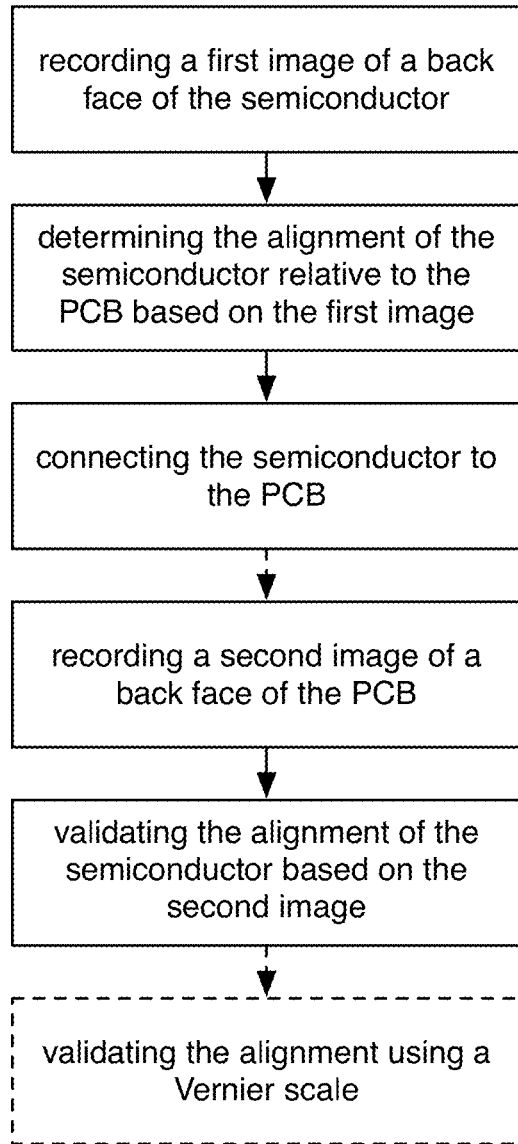 recording a first image of a back
face of the semiconductor
determining the alignment of the
semiconductor relative to the
PCB based on the first image
connecting the semiconductor to
the PCB
recording a second image of a
back face of the PCB
validating the alignment of the
semiconductor based on the
second image
validating the alignment using a
Vernier scale